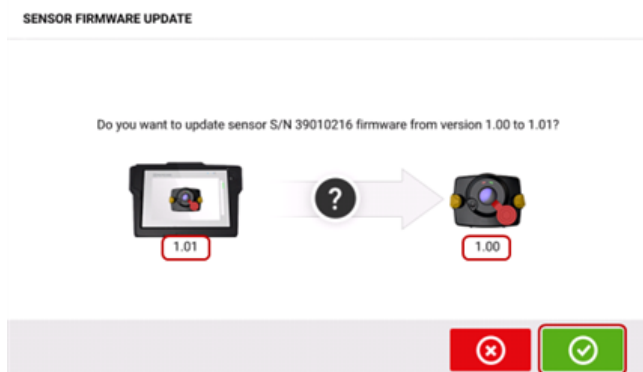 SENSOR FIRMWARE UPDATE
Do you want to update sensor S/N 39010216 firmware from version 1.00 to 1.01?
?
1.01
1.00